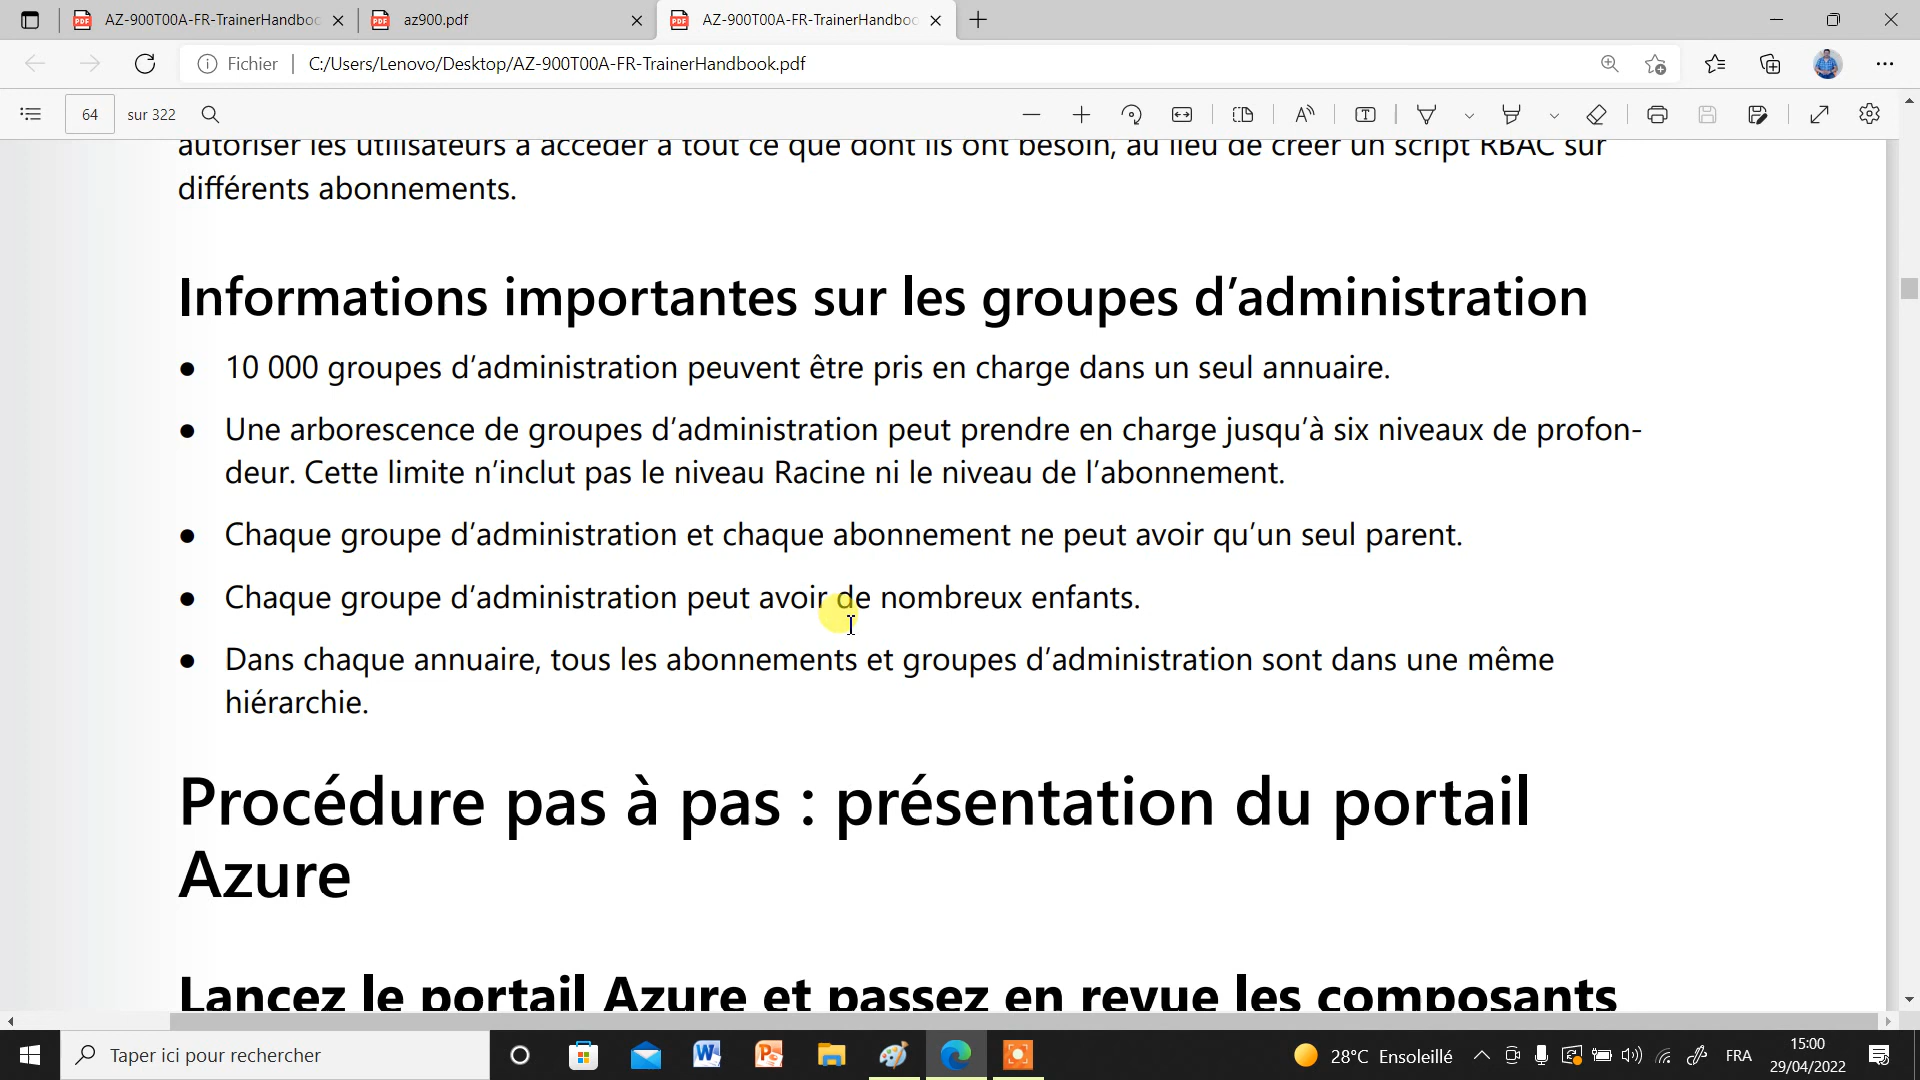 AZ-900T00A-FR-TrainerHandboo
az900.pdf
AZ-900T00A-FR-TrainerHandboo
Fichier
C:/Users/Lenovo/Desktop/AZ-900T00A-FR-TrainerHandbook.pdf
64 sur 322
autoriser les utilisateurs à accéder à tout ce que dont ils ont besoin, au lieu de créer un script RBAC sur
différents abonnements.
Informations importantes sur les groupes d’administration
● 10 000 groupes d’administration peuvent être pris en charge dans un seul annuaire.
● Une arborescence de groupes d’administration peut prendre en charge jusqu’à six niveaux de profon-
deur. Cette limite n’inclut pas le niveau Racine ni le niveau de l’abonnement.
● Chaque groupe d’administration et chaque abonnement ne peut avoir qu’un seul parent.
● Chaque groupe d’administration peut avoir de nombreux enfants.
● Dans chaque annuaire, tous les abonnements et groupes d’administration sont dans une même
hiérarchie.
Procédure pas à pas : présentation du portail
Azure
Lancez le portail Azure et passez en revue les composants
Taper ici pour rechercher
28°C Ensoleillé
FRA
15:00
29/04/2022